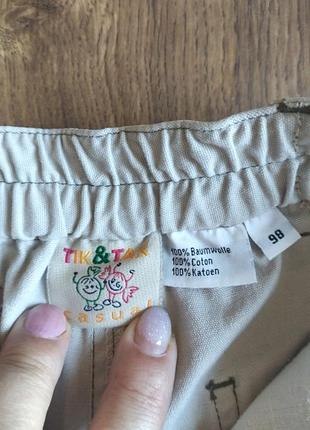 TIK & TAK
Casual
100% Baumwolle
100% Coton
100% Katoen
98